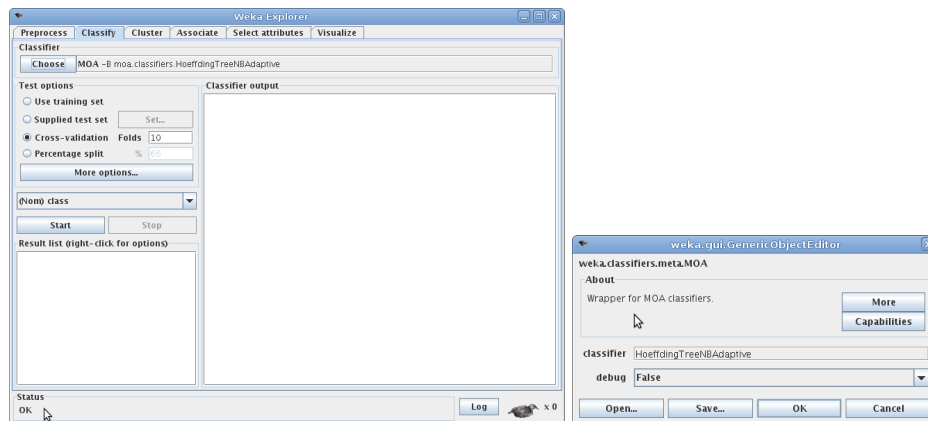 Weka Explorer
Preprocess Classify Cluster Associate Select attributes Visualize
Classifier
Choose MOA -B moa.classifiers.HoeffdingTreeNBAdaptive
Test options
Use training set
Supplied test set Set...
Cross-validation Folds 10
Percentage split % 66
More options...
(Nom) class
Start Stop
Result list (right-click for options)
Classifier output
Status
OK
Log x 0
weka.gui.GenericObjectEditor
weka.classifiers.meta.MOA
About
Wrapper for MOA classifiers.
More
Capabilities
classifier HoeffdingTreeNBAdaptive
debug False
Open... Save... OK Cancel